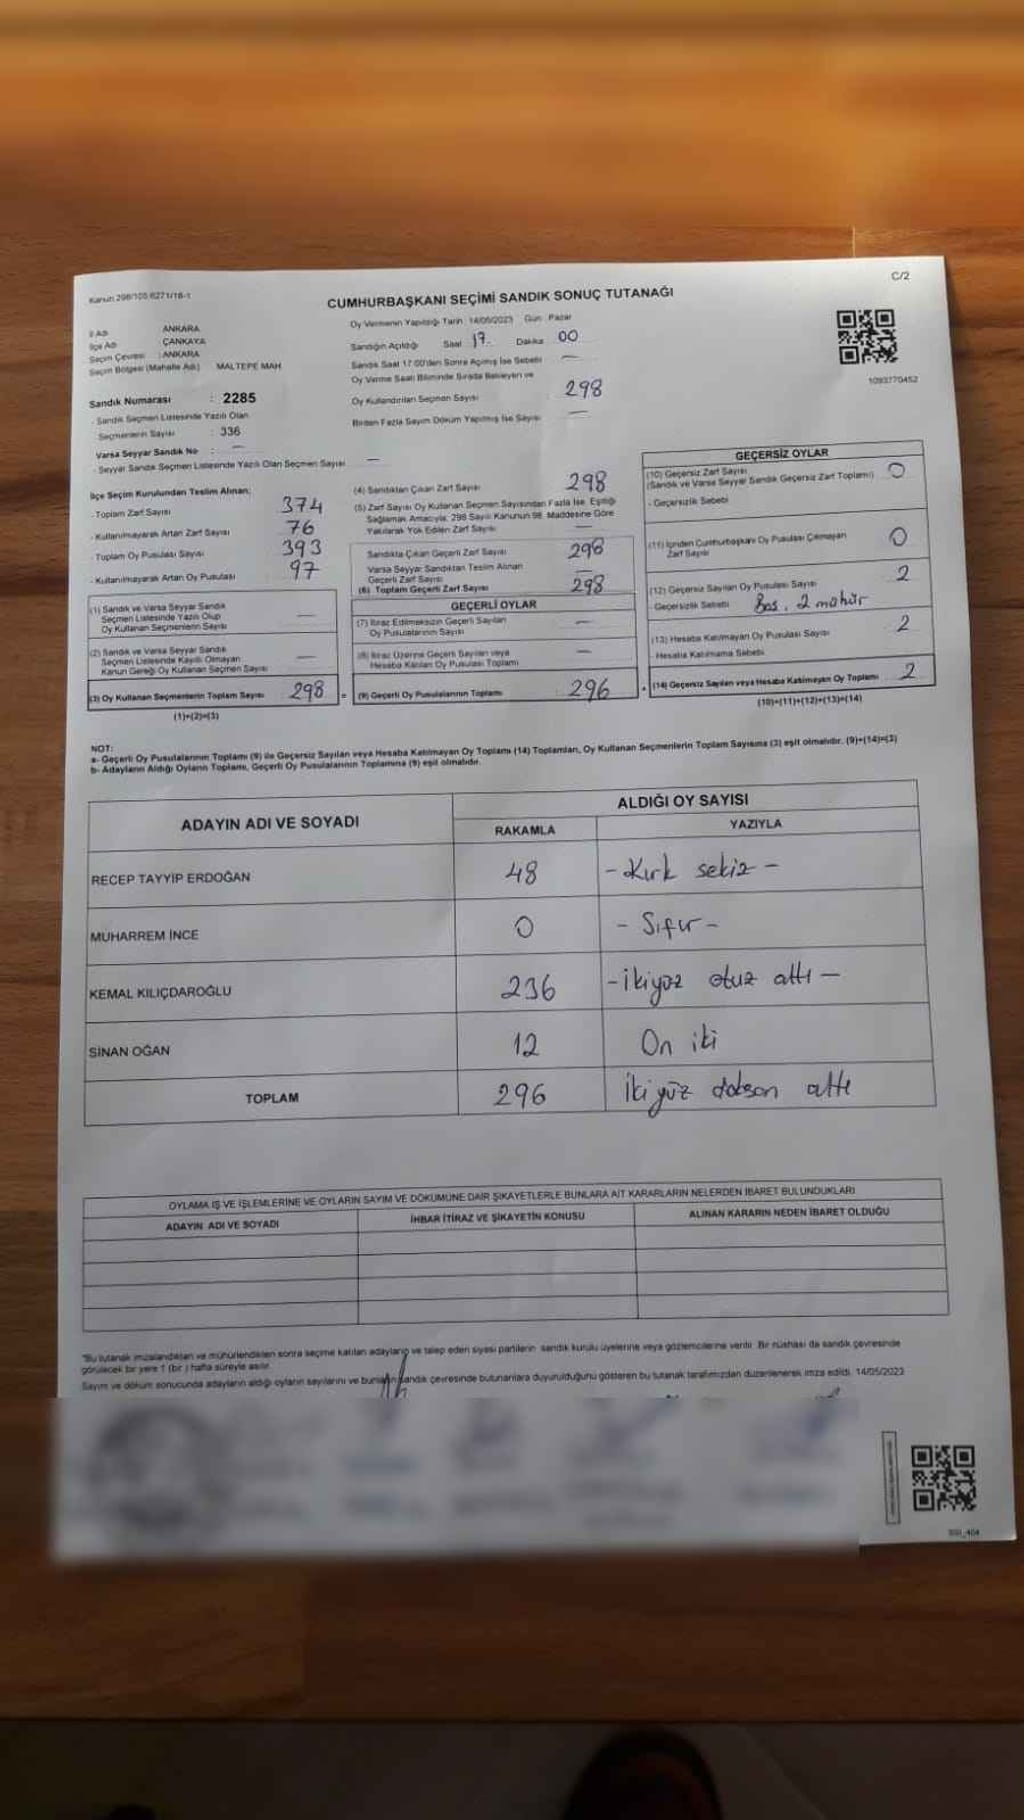 Kanun 298/105 6271/18-1
C/2
CUMHURBAŞKANI SEÇİMİ SANDIK SONUÇ TUTANAĞI
İl Adı ANKARA
İlçe Adı ÇANKAYA
Seçim Çevresi : ANKARA
Seçim Bölgesi (Mahalle Adı) MALTEPE MAH
Sandık Numarası : 2285
- Sandık Seçmen Listesinde Yazılı Olan
Seçmenlerin Sayısı : 336
Varsa Seyyar Sandık No : —
- Seyyar Sandık Seçmen Listesinde Yazılı Olan Seçmen Sayısı —
Oy Vermenin Yapıldığı Tarih 14/05/2023 Gün Pazar
Sandığın Açıldığı Saat 17. Dakika 00
Sandık Saat 17.00'den Sonra Açılmış İse Sebebi —
Oy Verme Saati Bitiminde Sırada Bekleyen ve
Oy Kullandırılan Seçmen Sayısı : 298
Birden Fazla Sayım Döküm Yapılmış İse Sayısı —
1093770452
İlçe Seçim Kurulundan Teslim Alınan;
- Toplam Zarf Sayısı 374
- Kullanılmayarak Artan Zarf Sayısı 76
- Toplam Oy Pusulası Sayısı 393
- Kullanılmayarak Artan Oy Pusulası 97
(1) Sandık ve Varsa Seyyar Sandık
Seçmen Listesinde Yazılı Olup
Oy Kullanan Seçmenlerin Sayısı —
(2) Sandık ve Varsa Seyyar Sandık
Seçmen Listesinde Kayıtlı Olmayan
Kanun Gereği Oy Kullanan Seçmen Sayısı —
(3) Oy Kullanan Seçmenlerin Toplam Sayısı 298 =
(1)+(2)=(3)
(4) Sandıktan Çıkan Zarf Sayısı 298
(5) Zarf Sayısı Oy Kullanan Seçmen Sayısından Fazla İse, Eşitliği
Sağlamak Amacıyla, 298 Sayılı Kanunun 98. Maddesine Göre
Yakılarak Yok Edilen Zarf Sayısı —
Sandıkta Çıkan Geçerli Zarf Sayısı 298
Varsa Seyyar Sandıktan Teslim Alınan
Geçerli Zarf Sayısı —
(6) Toplam Geçerli Zarf Sayısı 298
GEÇERLİ OYLAR
(7) İtiraz Edilmeksizin Geçerli Sayılan
Oy Pusulalarının Sayısı —
(8) İtiraz Üzerine Geçerli Sayılan veya
Hesaba Katılan Oy Pusulası Toplamı —
(9) Geçerli Oy Pusulalarının Toplamı 296
GEÇERSİZ OYLAR
(10) Geçersiz Zarf Sayısı 0
(Sandık ve Varsa Seyyar Sandık Geçersiz Zarf Toplamı)
- Geçersizlik Sebebi
(11) İçinden Cumhurbaşkanı Oy Pusulası Çıkmayan
Zarf Sayısı 0
(12) Geçersiz Sayılan Oy Pusulası Sayısı 2
Geçersizlik Sebebi Boş, 2 mühür
(13) Hesaba Katılmayan Oy Pusulası Sayısı 2
- Hesaba Katılmama Sebebi
(14) Geçersiz Sayılan veya Hesaba Katılmayan Oy Toplamı 2
(10)+(11)+(12)+(13)=(14)
NOT:
a- Geçerli Oy Pusulalarının Toplamı (9) ile Geçersiz Sayılan veya Hesaba Katılmayan Oy Toplamı (14) Toplamları, Oy Kullanan Seçmenlerin Toplam Sayısına (3) eşit olmalıdır. (9)+(14)=(3)
b- Adayların Aldığı Oyların Toplamı, Geçerli Oy Pusulalarının Toplamına (9) eşit olmalıdır.
ADAYIN ADI VE SOYADI ALDIĞI OY SAYISI
RAKAMLA YAZIYLA
RECEP TAYYİP ERDOĞAN 48 - Kırk sekiz -
MUHARREM İNCE 0 - Sıfır -
KEMAL KILIÇDAROĞLU 236 - ikiyüz otuz altı -
SİNAN OĞAN 12 On iki
TOPLAM 296 İkiyüz doksan altı
OYLAMA İŞ VE İŞLEMLERİNE VE OYLARIN SAYIM VE DÖKÜMÜNE DAİR ŞİKAYETLERLE BUNLARA AİT KARARLARIN NELERDEN İBARET BULUNDUKLARI
ADAYIN ADI VE SOYADI İHBAR İTİRAZ VE ŞİKAYETİN KONUSU ALINAN KARARIN NEDEN İBARET OLDUĞU
"Bu tutanak imzalandıktan ve mühürlendikten sonra seçime katılan adayların ve talep eden siyasi partilerin sandık kurulu üyelerine veya gözlemcilerine verilir. Bir nüshası da sandık çevresinde
görülecek bir yere 1 (bir ) hafta süreyle asılır.
Sayım ve döküm sonucunda adayların aldığı oyların sayılarını ve bunların sandık çevresinde bulunanlara duyurulduğunu gösteren bu tutanak tarafımızdan düzenlenerek imza edildi. 14/05/2023